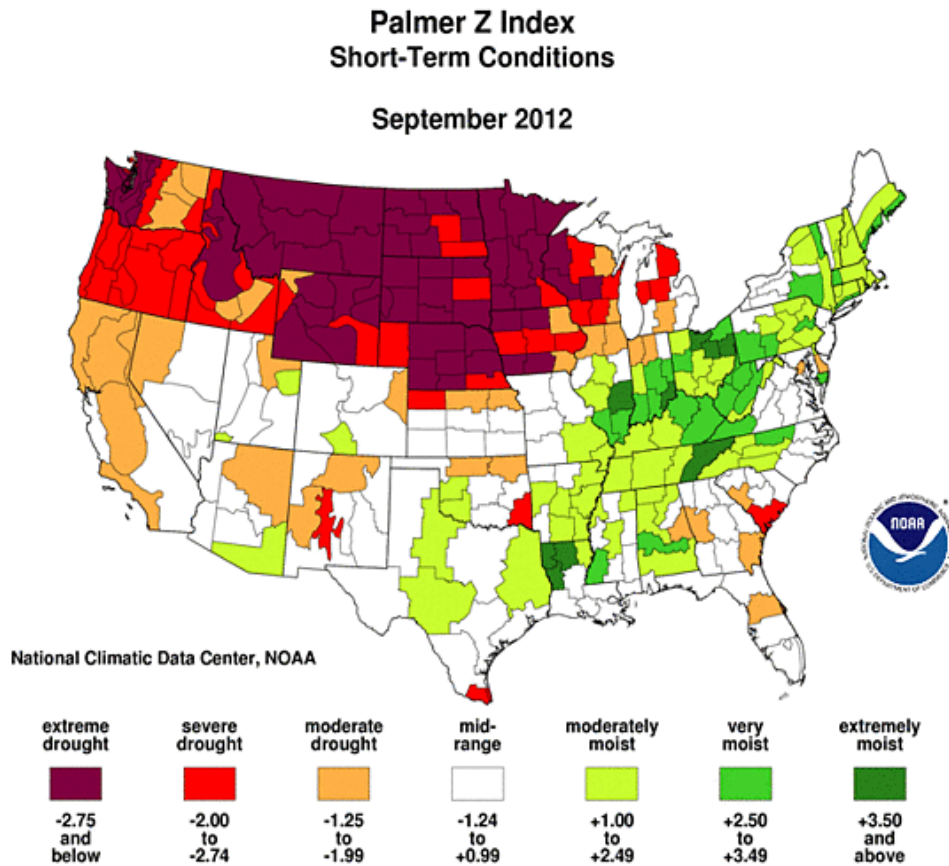 Palmer Z Index
Short-Term Conditions
September 2012
NOAA
National Climatic Data Center, NOAA
extreme drought
severe drought
moderate drought
mid-range
moderately moist
very moist
extremely moist
-2.75 and below
-2.00 to -2.74
-1.25 to -1.99
-1.24 to +0.99
+1.00 to +2.49
+2.50 to +3.49
+3.50 and above